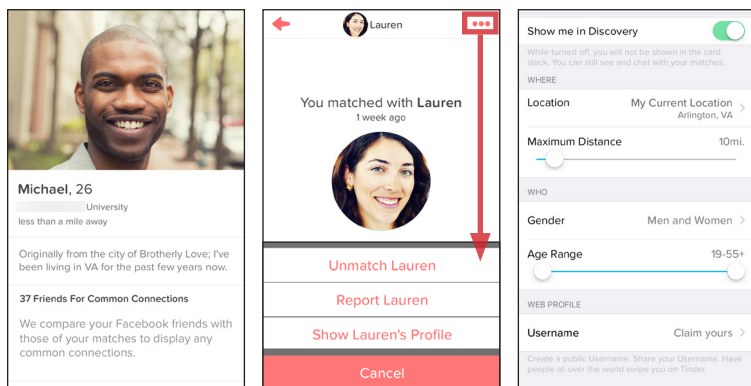 Michael, 26
University
less than a mile away
Originally from the city of Brotherly Love; I've
been living in VA for the past few years now.
37 Friends For Common Connections
We compare your Facebook friends with
those of your matches to display any
common connections.
Lauren
You matched with Lauren
1 week ago
Unmatch Lauren
Report Lauren
Show Lauren's Profile
Cancel
Show me in Discovery
While turned off, you will not be shown in the card
stack. You can still see and chat with your matches.
WHERE
Location My Current Location
Arlington, VA
Maximum Distance 10mi.
WHO
Gender Men and Women
Age Range 19-55+
WEB PROFILE
Username Claim yours
Create a public Username. Share your Username. Have
people all over the world swipe you on Tinder.